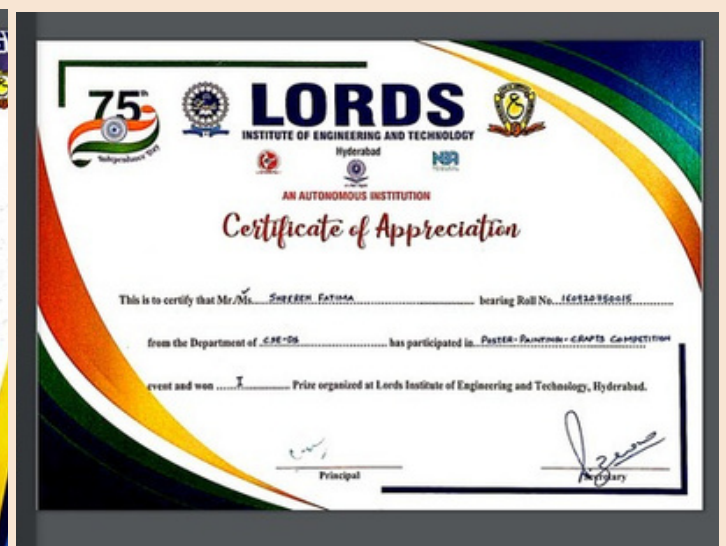 75th
Independence Day
LORDS
INSTITUTE OF ENGINEERING AND TECHNOLOGY
Hyderabad
AN AUTONOMOUS INSTITUTION
Certificate of Appreciation
This is to certify that Mr./Ms. SHEEREM FATIMA bearing Roll No. 160920750015
from the Department of CSE-DS has participated in POSTER-PAINTING-CRAFTS COMPETITION
event and won I Prize organized at Lords Institute of Engineering and Technology, Hyderabad.
Principal
Secretary